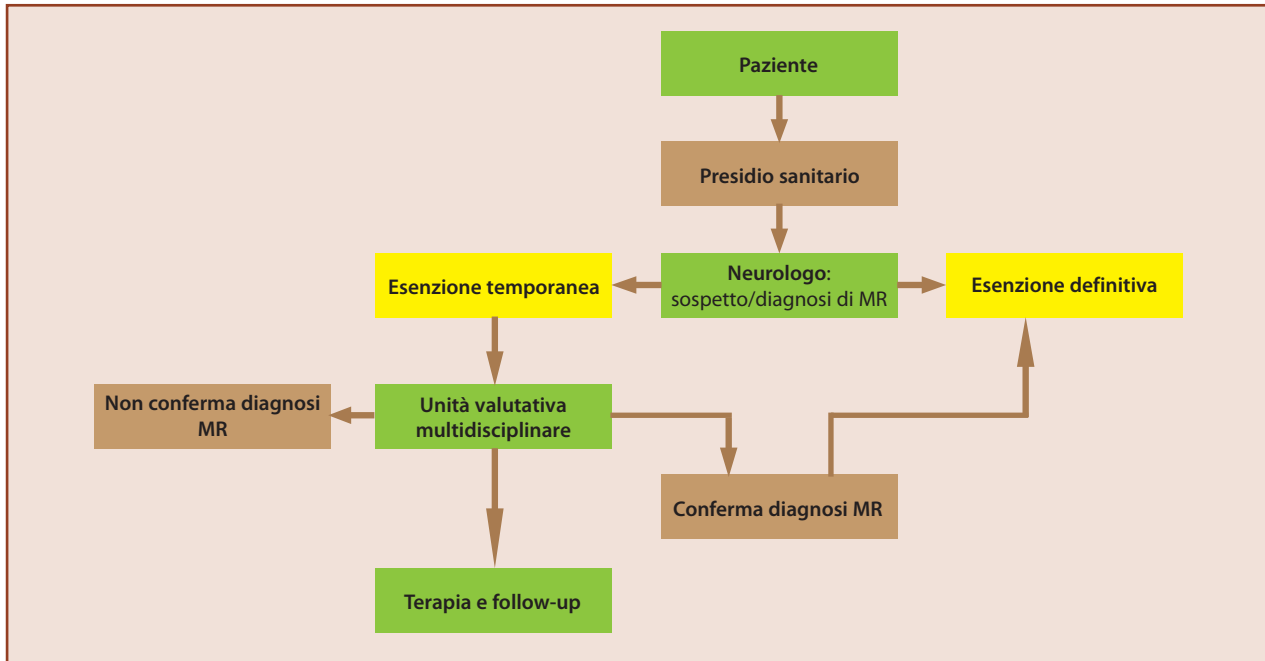 Paziente
Presidio sanitario
Esenzione temporanea
Neurologo:
sospetto/diagnosi di MR
Esenzione definitiva
Non conferma diagnosi
MR
Unità valutativa
multidisciplinare
Conferma diagnosi MR
Terapia e follow-up